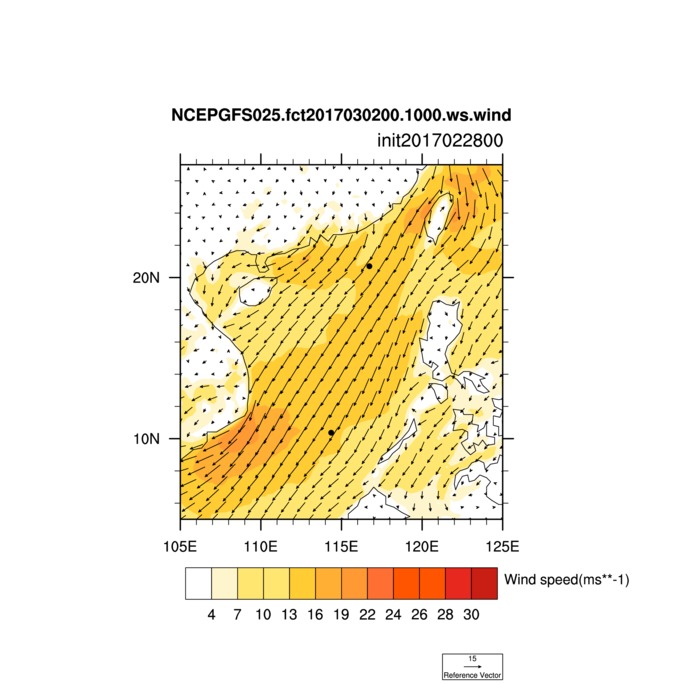 NCEPGFS025.fct2017030200.1000.ws.wind
init2017022800
20N
10N
105E 110E 115E 120E 125E
Wind speed(ms**-1)
4 7 10 13 16 19 22 24 26 28 30
15
Reference Vector